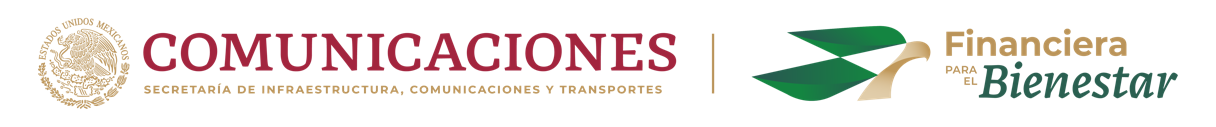 ESTADOS UNIDOS MEXICANOS
COMUNICACIONES
SECRETARÍA DE INFRAESTRUCTURA, COMUNICACIONES Y TRANSPORTES
Financiera
PARA EL Bienestar